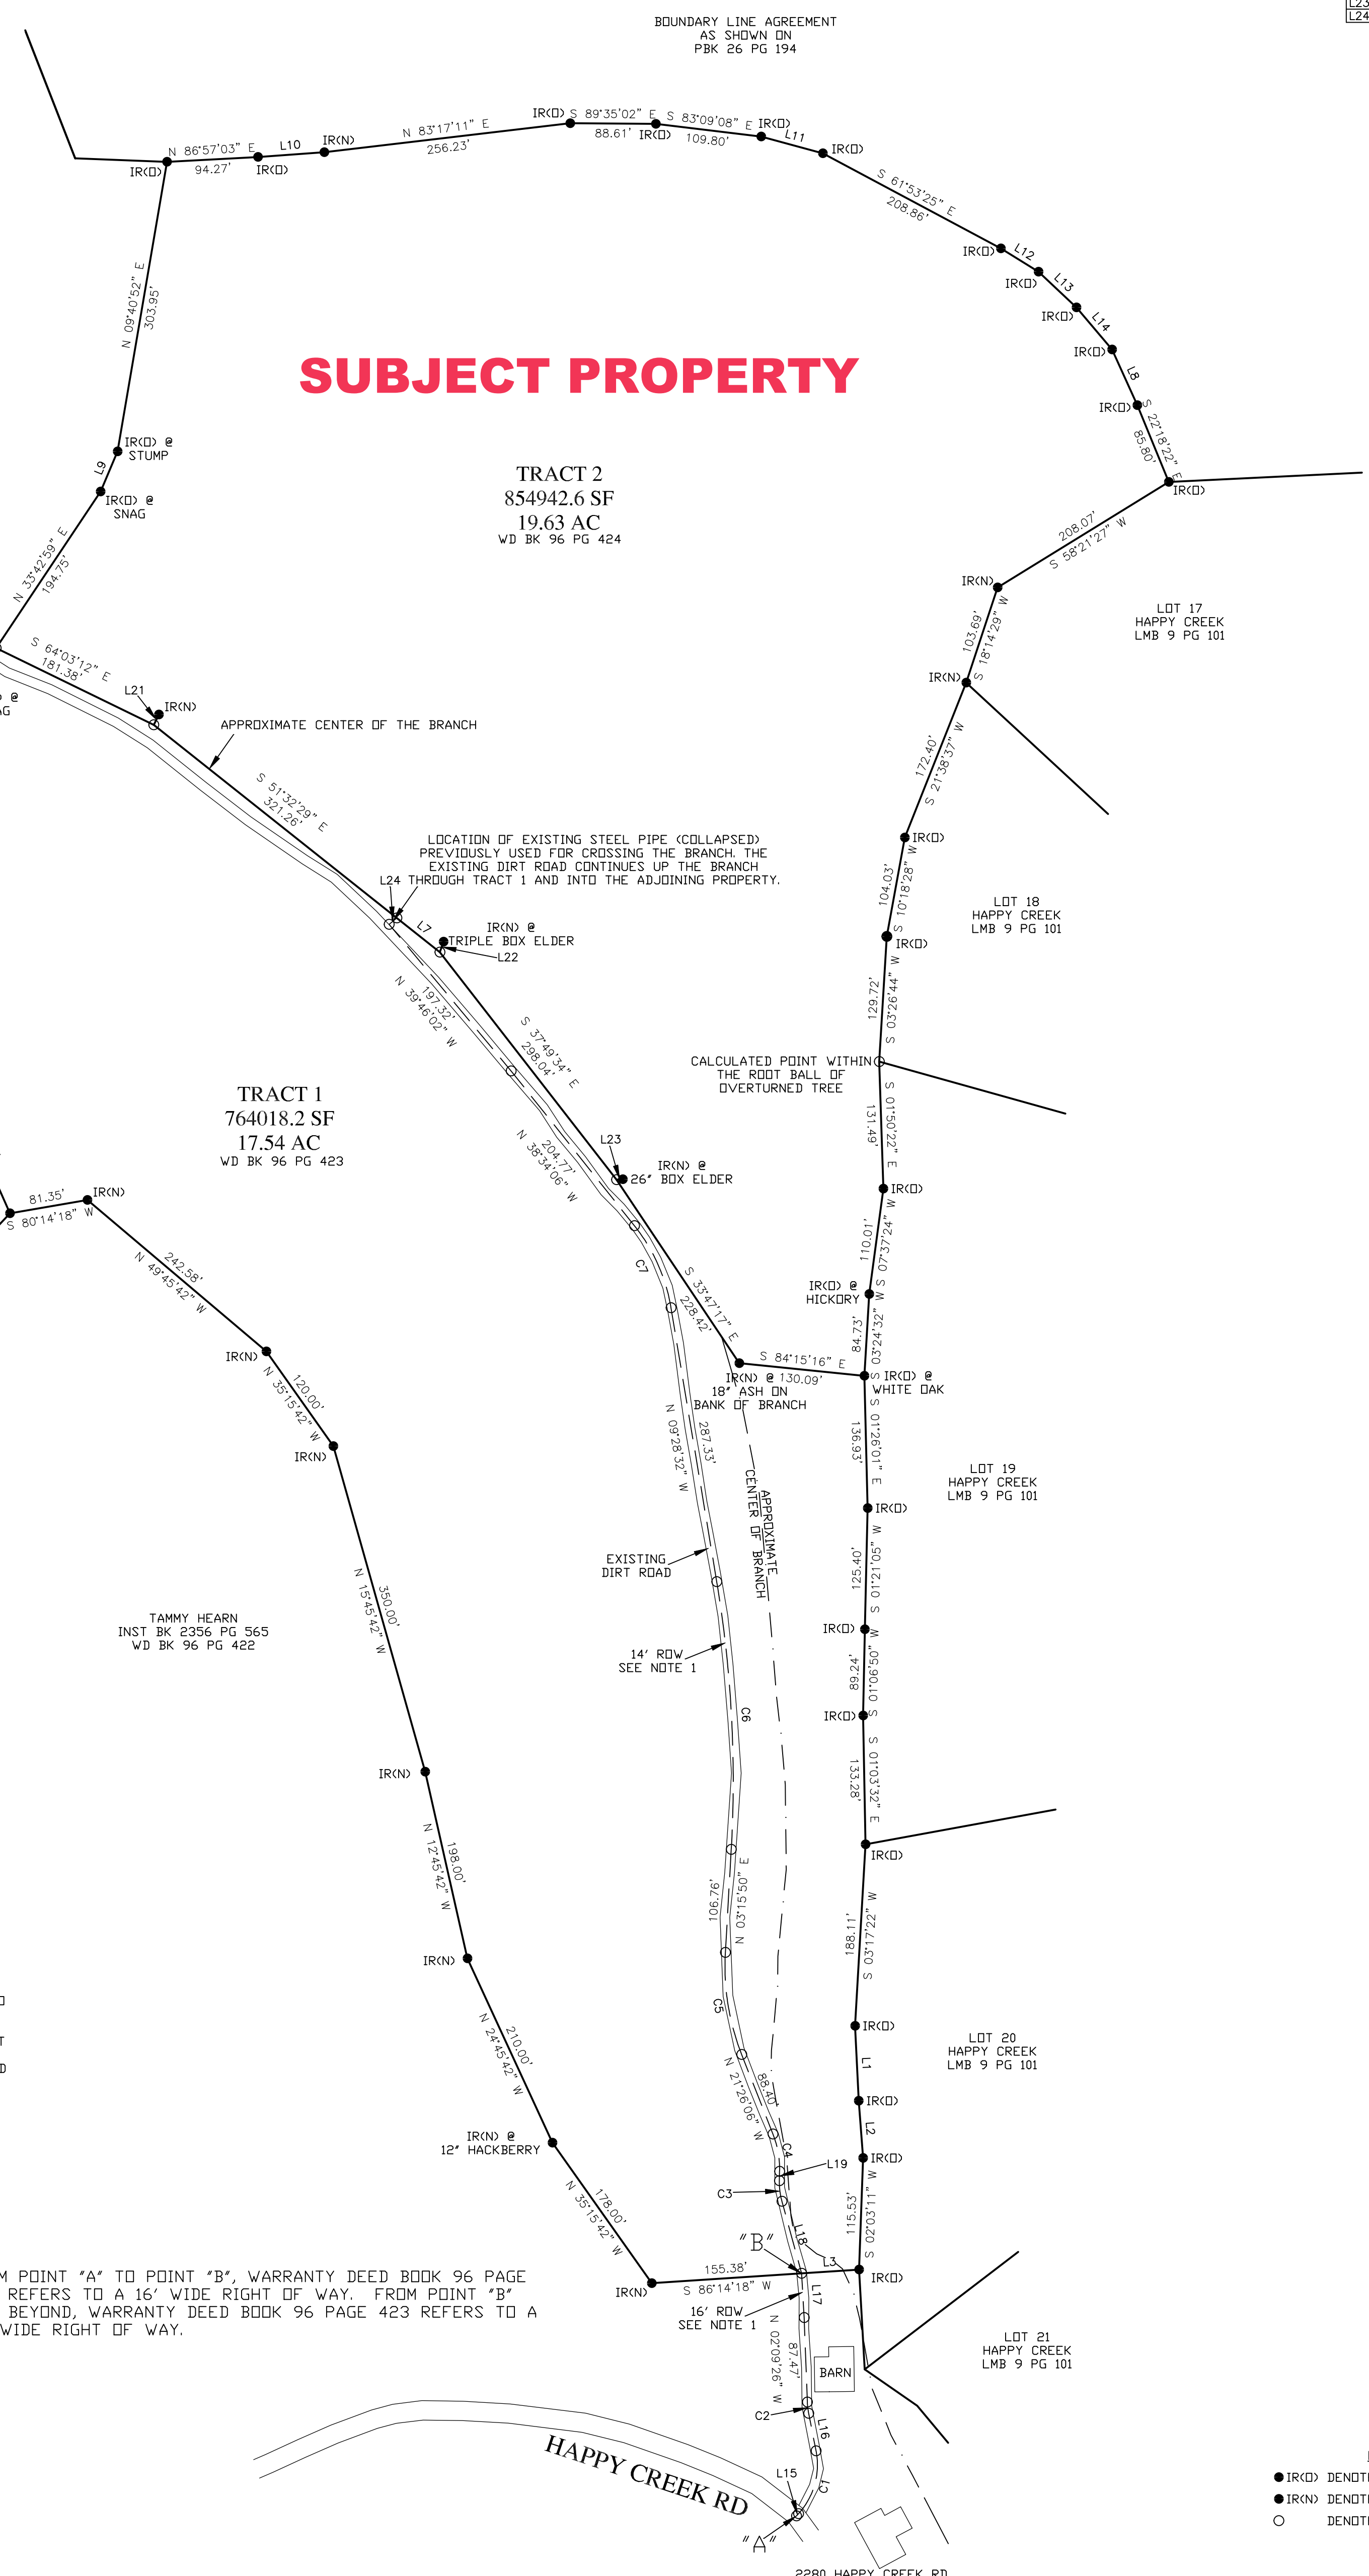 L23
L24
BOUNDARY LINE AGREEMENT
AS SHOWN ON
PBK 26 PG 194
IR(O)
N 86°57'03" E
94.27'
IR(O)
L10
IR(N)
N 83°17'11" E
256.23'
IR(O)
S 89°35'02" E
88.61'
IR(O)
S 83°09'08" E
109.80'
IR(O)
L11
IR(O)
S 61°53'25" E
208.86'
IR(O)
L12
IR(O)
L13
IR(O)
L14
IR(O)
L8
IR(O)
S 22°18'22" E
85.80'
IR(O)
N 09°40'52" E
303.95'
SUBJECT PROPERTY
IR(O) @
STUMP
L9
IR(O) @
SNAG
TRACT 2
854942.6 SF
19.63 AC
WD BK 96 PG 424
N 33°42'59" E
194.75'
208.07'
S 58°21'27" W
IR(N)
LOT 17
HAPPY CREEK
LMB 9 PG 101
103.69'
S 18°14'29" W
IR(N)
S 64°03'12" E
181.38'
@
L21
IR(N)
APPROXIMATE CENTER OF THE BRANCH
S 51°32'29" E
321.26'
172.40'
S 21°38'37" W
IR(O)
LOCATION OF EXISTING STEEL PIPE (COLLAPSED)
PREVIOUSLY USED FOR CROSSING THE BRANCH. THE
EXISTING DIRT ROAD CONTINUES UP THE BRANCH
L24 THROUGH TRACT 1 AND INTO THE ADJOINING PROPERTY.
104.03'
S 10°18'28" W
LOT 18
HAPPY CREEK
LMB 9 PG 101
L7
IR(N) @
TRIPLE BOX ELDER
L22
IR(O)
197.32'
N 39°46'02" W
S 37°49'34" E
298.04'
129.72'
S 03°26'44" W
CALCULATED POINT WITHIN
THE ROOT BALL OF
OVERTURNED TREE
TRACT 1
764018.2 SF
17.54 AC
WD BK 96 PG 423
204.77'
N 38°34'06" W
131.49'
S 01°50'22" E
L23
IR(N) @
26" BOX ELDER
IR(O)
81.35'
S 80°14'18" W
IR(N)
242.58'
N 49°45'42" W
C7
110.01'
S 07°37'24" W
IR(O) @
HICKORY
S 33°47'17" E
228.42'
84.73'
S 03°24'32" W
IR(N)
S 84°15'16" E
130.09'
IR(N) @
18" ASH ON
BANK OF BRANCH
IR(O) @
WHITE OAK
120.00'
N 35°15'42" W
IR(N)
287.33'
N 09°28'32" W
136.93'
S 01°26'01" E
LOT 19
HAPPY CREEK
LMB 9 PG 101
APPROXIMATE
CENTER OF BRANCH
IR(O)
EXISTING
DIRT ROAD
125.40'
S 01°21'05" W
350.00'
N 15°45'42" W
TAMMY HEARN
INST BK 2356 PG 565
WD BK 96 PG 422
IR(O)
14' ROW
SEE NOTE 1
89.24'
S 01°06'50" W
C6
IR(O)
IR(N)
133.28'
S 01°03'32" E
IR(O)
198.00'
N 12°45'42" W
106.76'
N 03°15'50" E
188.11'
S 03°17'22" W
IR(N)
C5
IR(O)
LOT 20
HAPPY CREEK
LMB 9 PG 101
L1
210.00'
N 24°45'42" W
88.40'
N 21°26'06" W
IR(O)
L2
IR(N) @
12" HACKBERRY
C4
L19
IR(O)
C3
178.00'
N 35°15'42" W
115.53'
S 02°03'11" W
L18
"B"
L3
155.38'
S 86°14'18" W
IR(N)
IR(O)
M POINT "A" TO POINT "B", WARRANTY DEED BOOK 96 PAGE
REFERS TO A 16' WIDE RIGHT OF WAY. FROM POINT "B"
BEYOND, WARRANTY DEED BOOK 96 PAGE 423 REFERS TO A
WIDE RIGHT OF WAY.
L17
16' ROW
SEE NOTE 1
87.47'
N 02°09'26" W
BARN
LOT 21
HAPPY CREEK
LMB 9 PG 101
C2
L16
HAPPY CREEK RD
L15
C1
"A"
IR(O) DENOT
IR(N) DENOT
DENOT
2280 HAPPY CREEK RD